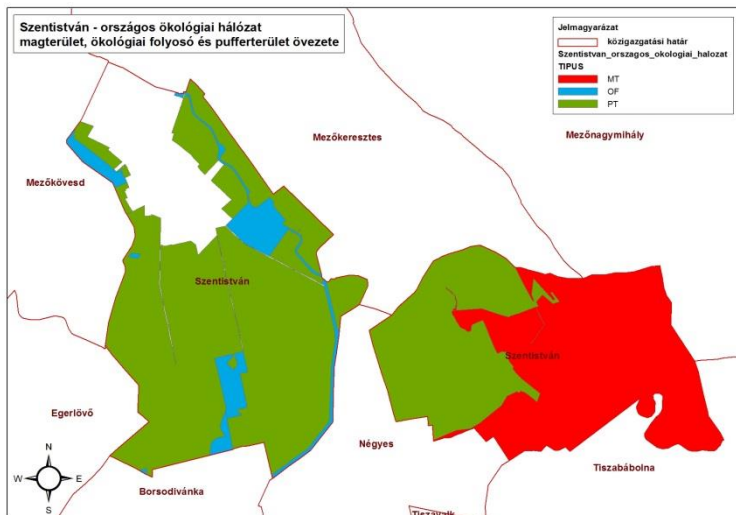 Szentistván - országos ökológiai hálózat
magterület, ökológiai folyosó és pufferterület övezete
Jelmagyarázat
közigazgatási határ
Szentistvan_orszagos_okologiai_halozat
TIPUS
MT
OF
PT
Mezőkeresztes
Mezőnagymihály
Mezőkövesd
Szentistván
Szentistván
Egerlövő
Négyes
Tiszabábolna
Borsodivánka
Tiszavalk
N
W
E
S